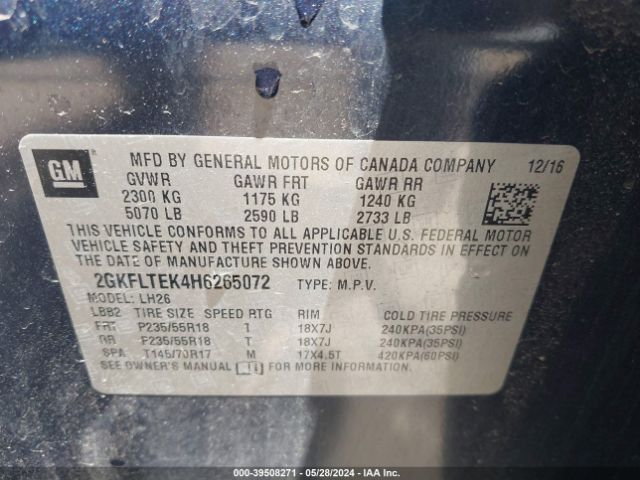 GM
MFD BY GENERAL MOTORS OF CANADA COMPANY 12/16
GVWR GAWR FRT GAWR RR
2300 KG 1175 KG 1240 KG
5070 LB 2590 LB 2733 LB
THIS VEHICLE CONFORMS TO ALL APPLICABLE U.S. FEDERAL MOTOR
VEHICLE SAFETY AND THEFT PREVENTION STANDARDS IN EFFECT ON
THE DATE OF MANUFACTURE SHOWN ABOVE.
2GKFLTEK4H6265072 TYPE: M.P.V.
MODEL: LH26
LBB2 TIRE SIZE SPEED RTG RIM COLD TIRE PRESSURE
FRT P235/55R18 T 18X7J 240KPA(35PSI)
RR P235/55R18 T 18X7J 240KPA(35PSI)
SPA T145/70R17 M 17X4.5T 420KPA(60PSI)
SEE OWNER'S MANUAL FOR MORE INFORMATION.
000-39508271 - 05/28/2024 - IAA Fremont